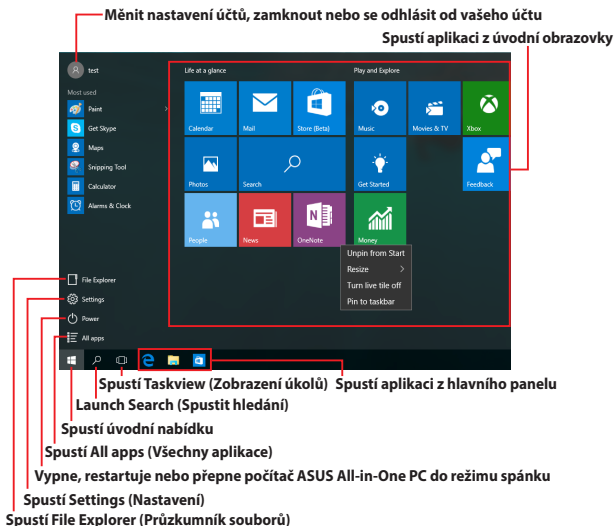 Měnit nastavení účtů, zamknout nebo se odhlásit od vašeho účtu
Spustí aplikaci z úvodní obrazovky
test
Life at a glance
Play and Explore
Most used
Paint
Get Skype
Maps
Snipping Tool
Calculator
Alarms & Clock
Calendar
Mail
Store (Beta)
Music
Movies & TV
Xbox
Photos
Search
Get Started
Feedback
People
News
OneNote
Money
Unpin from Start
Resize
Turn live tile off
Pin to taskbar
File Explorer
Settings
Power
All apps
Spustí Taskview (Zobrazení úkolů)
Spustí aplikaci z hlavního panelu
Launch Search (Spustit hledání)
Spustí úvodní nabídku
Spustí All apps (Všechny aplikace)
Vypne, restartuje nebo přepne počítač ASUS All-in-One PC do režimu spánku
Spustí Settings (Nastavení)
Spustí File Explorer (Průzkumník souborů)